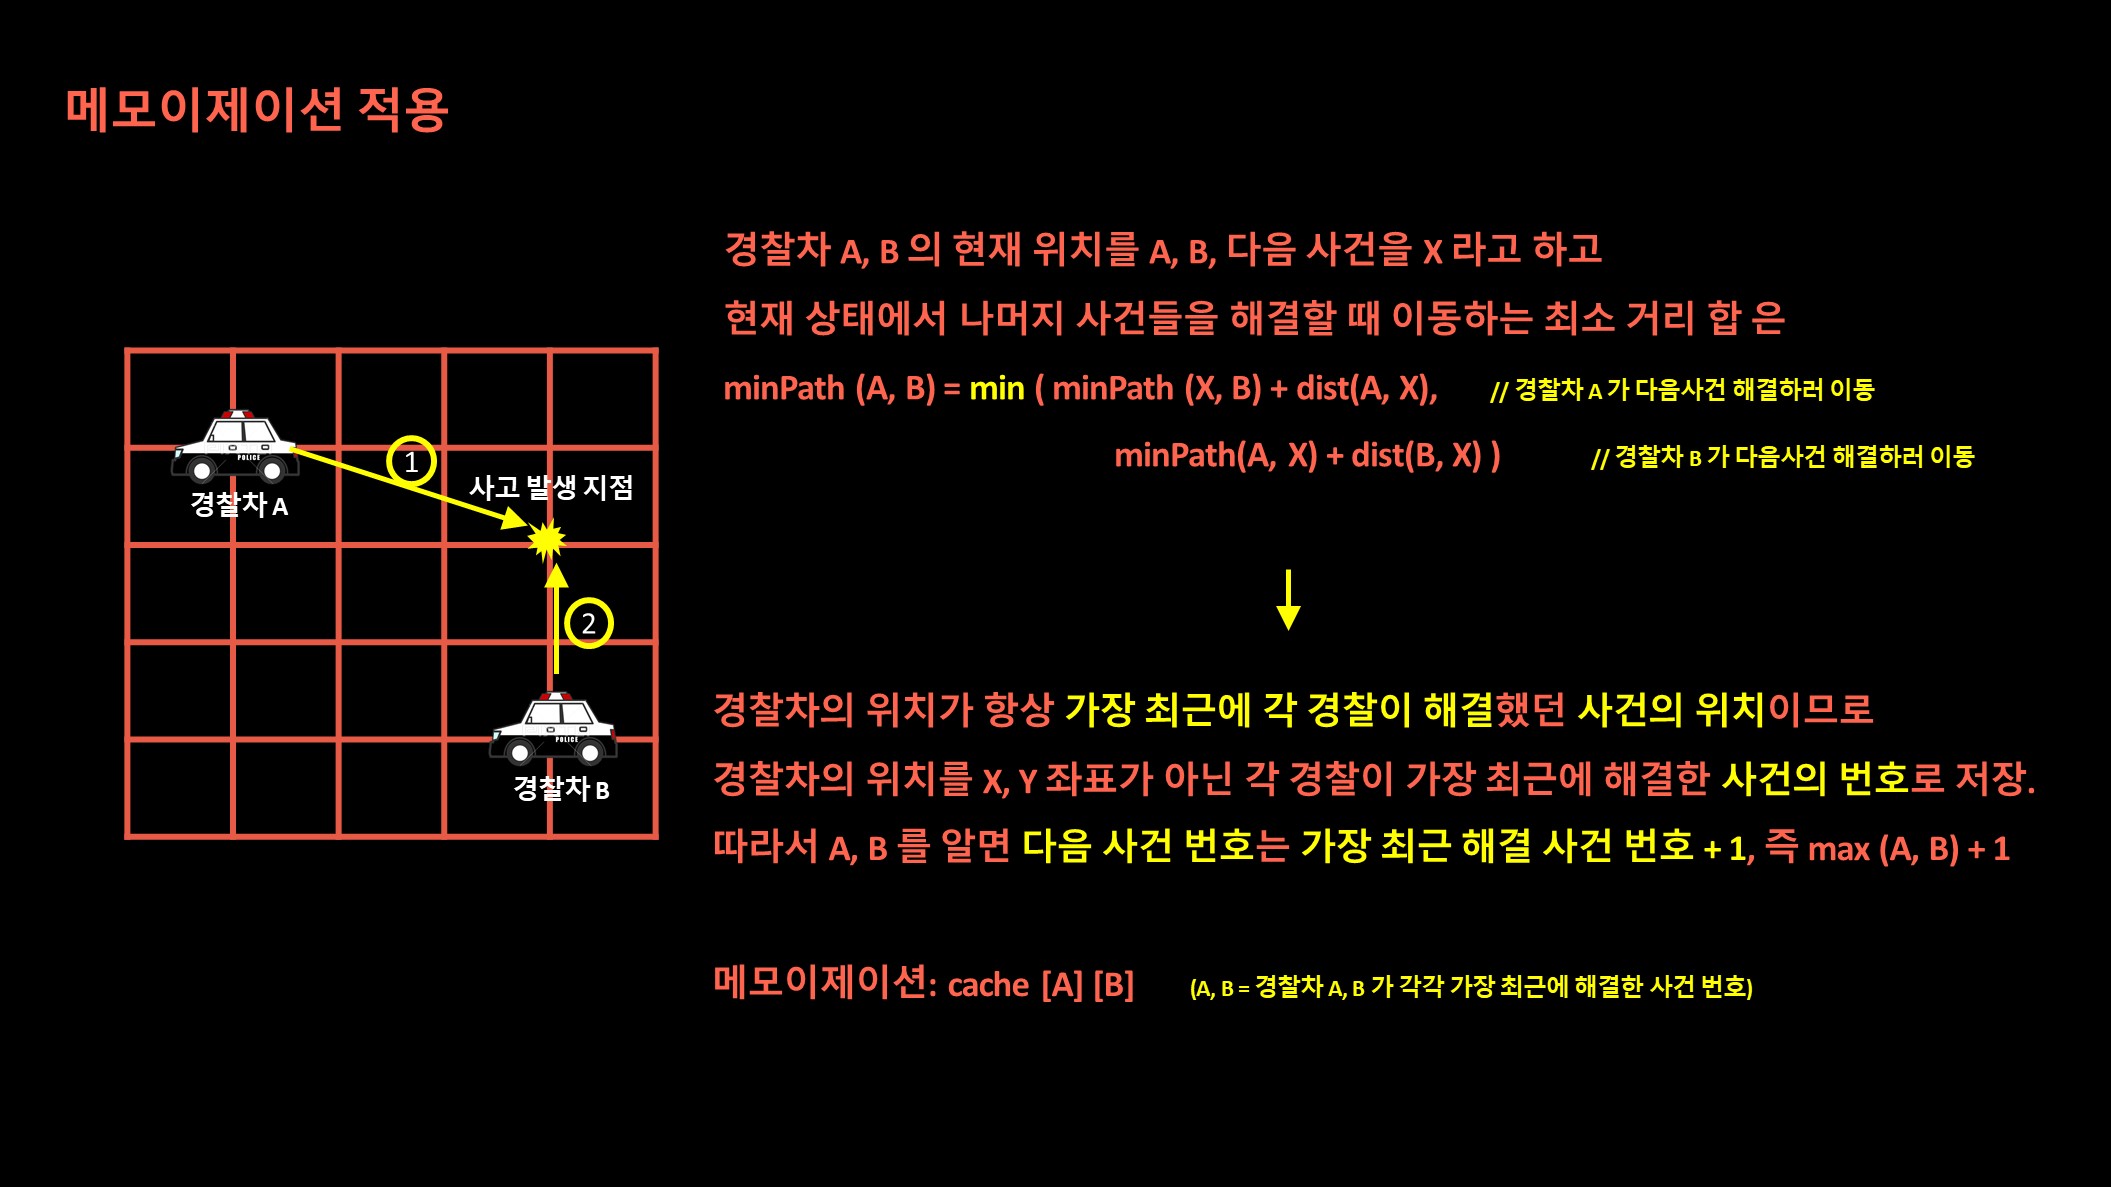 메모이제이션 적용
경찰차 A, B 의 현재 위치를 A, B, 다음 사건을 X 라고 하고
현재 상태에서 나머지 사건들을 해결할 때 이동하는 최소 거리 합 은
minPath (A, B) = min ( minPath (X, B) + dist(A, X), // 경찰차 A 가 다음사건 해결하러 이동
minPath(A, X) + dist(B, X) ) // 경찰차 B 가 다음사건 해결하러 이동
POLICE
경찰차 A
1
사고 발생 지점
2
POLICE
경찰차 B
경찰차의 위치가 항상 가장 최근에 각 경찰이 해결했던 사건의 위치이므로
경찰차의 위치를 X, Y 좌표가 아닌 각 경찰이 가장 최근에 해결한 사건의 번호로 저장.
따라서 A, B 를 알면 다음 사건 번호는 가장 최근 해결 사건 번호 + 1, 즉 max (A, B) + 1
메모이제이션: cache [A] [B] (A, B = 경찰차 A, B 가 각각 가장 최근에 해결한 사건 번호)